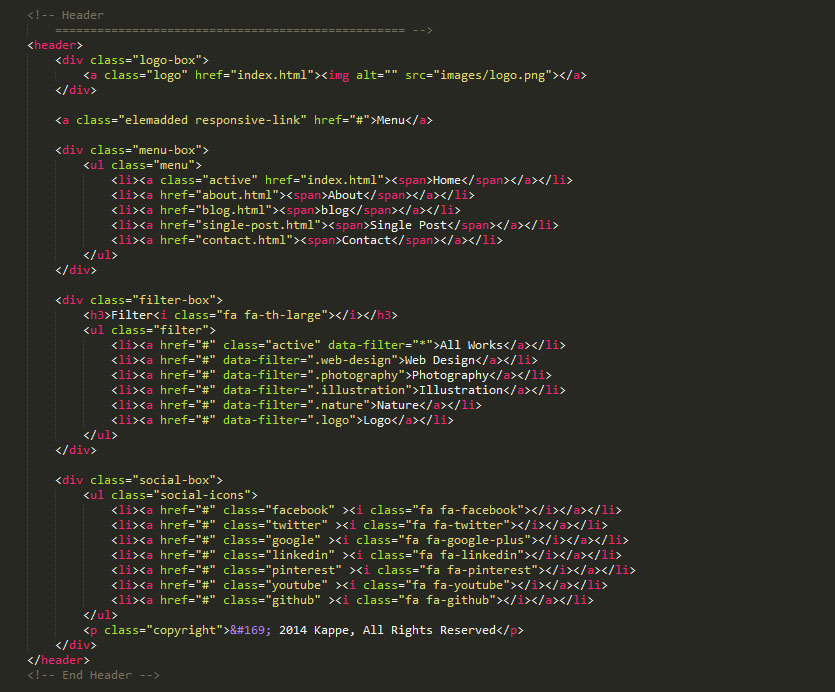 <!-- Header
================================================== -->
<header>
<div class="logo-box">
<a class="logo" href="index.html"><img alt="" src="images/logo.png"></a>
</div>
<a class="elemadded responsive-link" href="#">Menu</a>
<div class="menu-box">
<ul class="menu">
<li><a class="active" href="index.html"><span>Home</span></a></li>
<li><a href="about.html"><span>About</span></a></li>
<li><a href="blog.html"><span>blog</span></a></li>
<li><a href="single-post.html"><span>Single Post</span></a></li>
<li><a href="contact.html"><span>Contact</span></a></li>
</ul>
</div>
<div class="filter-box">
<h3>Filter<i class="fa fa-th-large"></i></h3>
<ul class="filter">
<li><a href="#" class="active" data-filter="*">All Works</a></li>
<li><a href="#" data-filter=".web-design">Web Design</a></li>
<li><a href="#" data-filter=".photography">Photography</a></li>
<li><a href="#" data-filter=".illustration">Illustration</a></li>
<li><a href="#" data-filter=".nature">Nature</a></li>
<li><a href="#" data-filter=".logo">Logo</a></li>
</ul>
</div>
<div class="social-box">
<ul class="social-icons">
<li><a href="#" class="facebook" ><i class="fa fa-facebook"></i></a></li>
<li><a href="#" class="twitter" ><i class="fa fa-twitter"></i></a></li>
<li><a href="#" class="google" ><i class="fa fa-google-plus"></i></a></li>
<li><a href="#" class="linkedin" ><i class="fa fa-linkedin"></i></a></li>
<li><a href="#" class="pinterest" ><i class="fa fa-pinterest"></i></a></li>
<li><a href="#" class="youtube" ><i class="fa fa-youtube"></i></a></li>
<li><a href="#" class="github" ><i class="fa fa-github"></i></a></li>
</ul>
<p class="copyright">&#169; 2014 Kappe, All Rights Reserved</p>
</div>
</header>
<!-- End Header -->